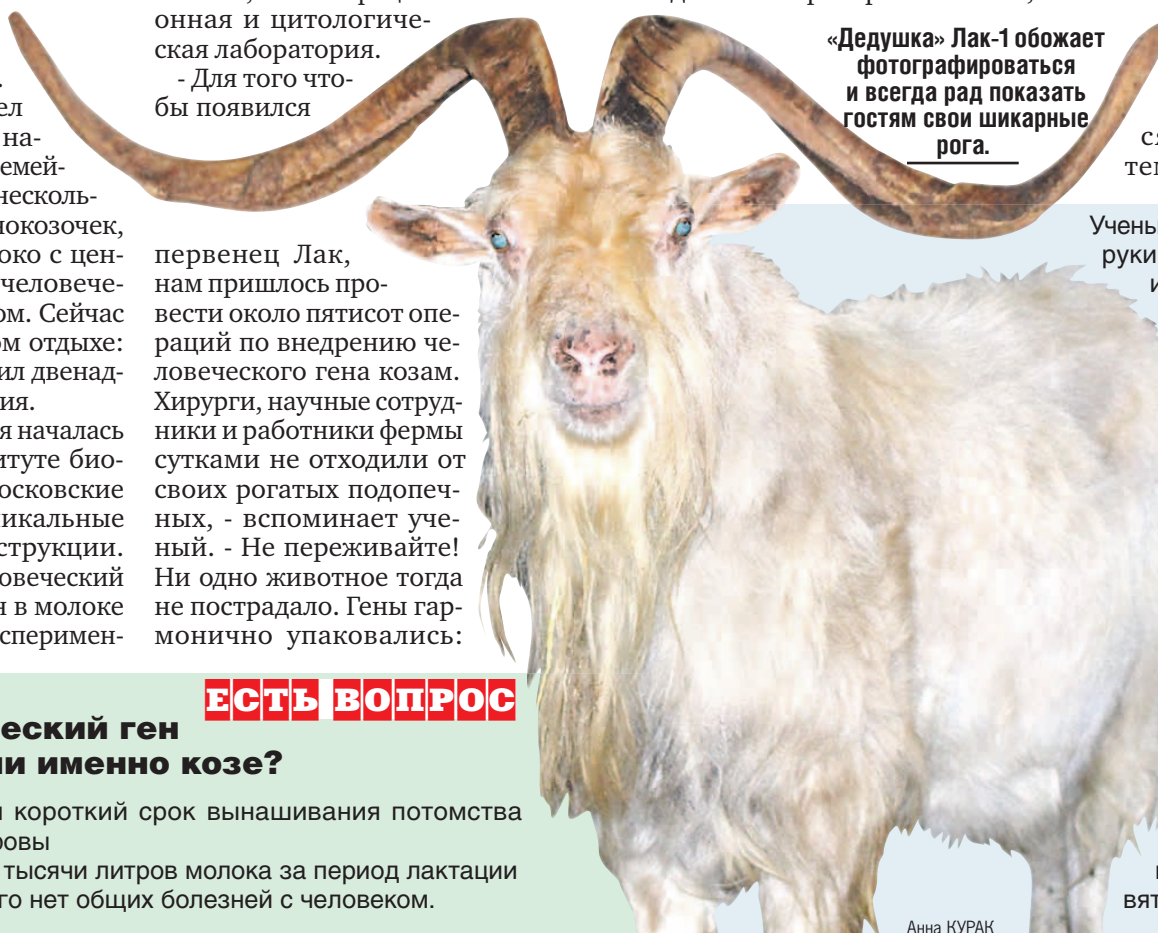 онная и цитологиче-
ская лаборатория.
- Для того что-
бы появился
первенец Лак,
нам пришлось про-
вести около пятисот опе-
раций по внедрению че-
ловеческого гена козам.
Хирурги, научные сотруд-
ники и работники фермы
сутками не отходили от
своих рогатых подопеч-
ных, - вспоминает уче-
ный. - Не переживайте!
Ни одно животное тогда
не пострадало. Гены гар-
монично упаковались:
ел
на-
емей-
несколь-
нокозочек,
око с цен-
человече-
ом. Сейчас
ом отдыхе:
ил двенад-
ия.
я началась
итуте био-
осковские
никальные
струкции.
овеческий
я в молоке
сперимен-
«Дедушка» Лак-1 обожает
фотографироваться
и всегда рад показать
гостям свои шикарные
рога.
ся
тем
Учены
руки
и
ЕСТЬ ВОПРОС
еский ген
ли именно козе?
короткий срок вынашивания потомства
ровы
тысячи литров молока за период лактации
го нет общих болезней с человеком.
вят
Анна КУРАК